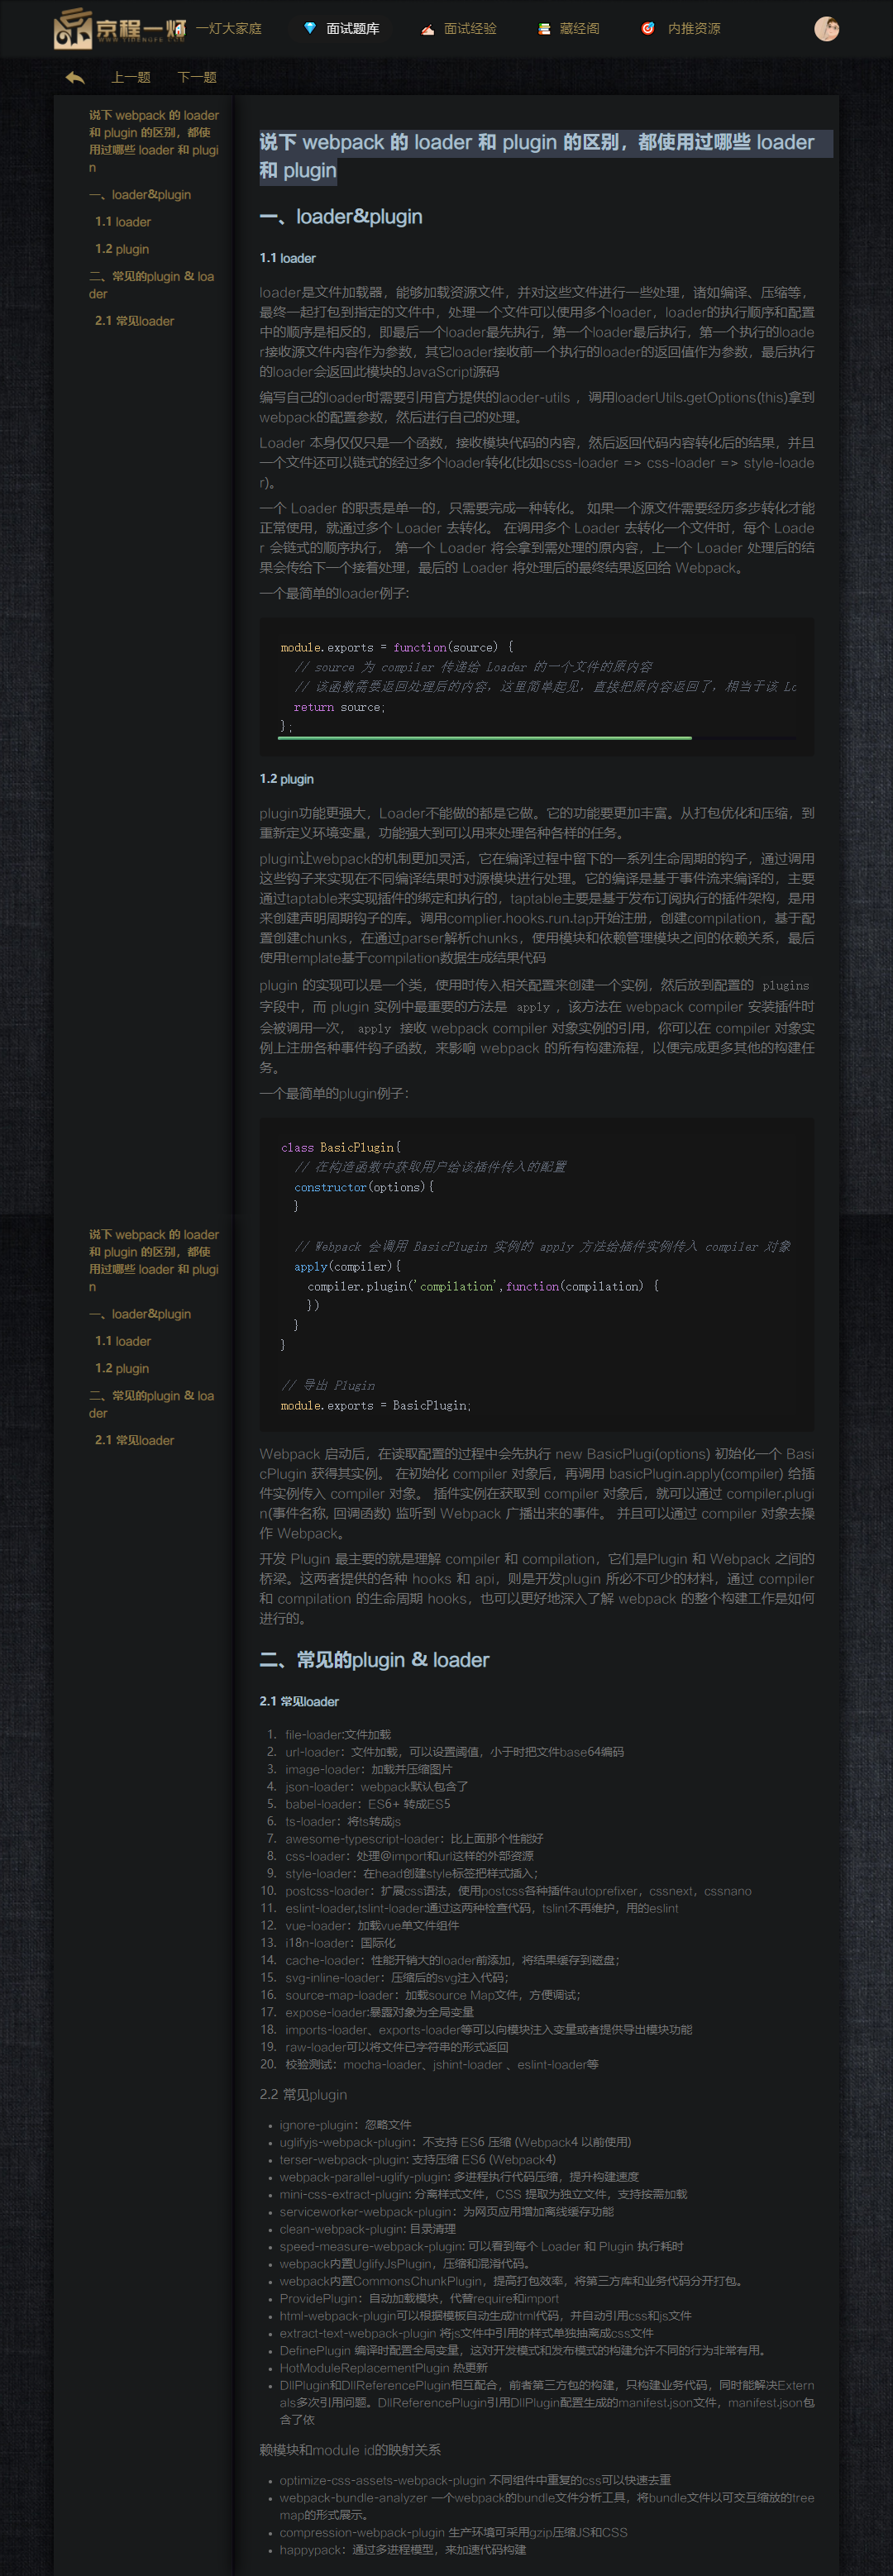 京程一灯
WWW.YIDENGFE.COM
一灯大家庭
面试题库
面试经验
藏经阁
内推资源
上一题
下一题
说下 webpack 的 loader
和 plugin 的区别，都使
用过哪些 loader 和 plugi
n
一、loader&plugin
1.1 loader
1.2 plugin
二、常见的plugin & loa
der
2.1 常见loader
说下 webpack 的 loader 和 plugin 的区别，都使用过哪些 loader
和 plugin
一、loader&plugin
1.1 loader
loader是文件加载器，能够加载资源文件，并对这些文件进行一些处理，诸如编译、压缩等，
最终一起打包到指定的文件中，处理一个文件可以使用多个loader，loader的执行顺序和配置
中的顺序是相反的，即最后一个loader最先执行，第一个loader最后执行，第一个执行的loade
r接收源文件内容作为参数，其它loader接收前一个执行的loader的返回值作为参数，最后执行
的loader会返回此模块的JavaScript源码
编写自己的loader时需要引用官方提供的laoder-utils ，调用loaderUtils.getOptions(this)拿到
webpack的配置参数，然后进行自己的处理。
Loader 本身仅仅只是一个函数，接收模块代码的内容，然后返回代码内容转化后的结果，并且
一个文件还可以链式的经过多个loader转化(比如scss-loader => css-loader => style-loade
r)。
一个 Loader 的职责是单一的，只需要完成一种转化。 如果一个源文件需要经历多步转化才能
正常使用，就通过多个 Loader 去转化。 在调用多个 Loader 去转化一个文件时，每个 Loade
r 会链式的顺序执行， 第一个 Loader 将会拿到需处理的原内容，上一个 Loader 处理后的结
果会传给下一个接着处理，最后的 Loader 将处理后的最终结果返回给 Webpack。
一个最简单的loader例子:
module.exports = function(source) {
// source 为 compiler 传递给 Loader 的一个文件的原内容
// 该函数需要返回处理后的内容，这里简单起见，直接把原内容返回了，相当于该 Lo
return source;
};
1.2 plugin
plugin功能更强大，Loader不能做的都是它做。它的功能要更加丰富。从打包优化和压缩，到
重新定义环境变量，功能强大到可以用来处理各种各样的任务。
plugin让webpack的机制更加灵活，它在编译过程中留下的一系列生命周期的钩子，通过调用
这些钩子来实现在不同编译结果时对源模块进行处理。它的编译是基于事件流来编译的，主要
通过taptable来实现插件的绑定和执行的，taptable主要是基于发布订阅执行的插件架构，是用
来创建声明周期钩子的库。调用complier.hooks.run.tap开始注册，创建compilation，基于配
置创建chunks，在通过parser解析chunks，使用模块和依赖管理模块之间的依赖关系，最后
使用template基于compilation数据生成结果代码
plugin 的实现可以是一个类，使用时传入相关配置来创建一个实例，然后放到配置的 plugins
字段中，而 plugin 实例中最重要的方法是 apply ，该方法在 webpack compiler 安装插件时
会被调用一次， apply 接收 webpack compiler 对象实例的引用，你可以在 compiler 对象实
例上注册各种事件钩子函数，来影响 webpack 的所有构建流程，以便完成更多其他的构建任
务。
一个最简单的plugin例子：
class BasicPlugin{
// 在构造函数中获取用户给该插件传入的配置
constructor(options){
}
// Webpack 会调用 BasicPlugin 实例的 apply 方法给插件实例传入 compiler 对象
apply(compiler){
compiler.plugin('compilation',function(compilation) {
})
}
}
// 导出 Plugin
module.exports = BasicPlugin;
说下 webpack 的 loader
和 plugin 的区别，都使
用过哪些 loader 和 plugi
n
一、loader&plugin
1.1 loader
1.2 plugin
二、常见的plugin & loa
der
2.1 常见loader
Webpack 启动后，在读取配置的过程中会先执行 new BasicPlugi(options) 初始化一个 Basi
cPlugin 获得其实例。 在初始化 compiler 对象后，再调用 basicPlugin.apply(compiler) 给插
件实例传入 compiler 对象。 插件实例在获取到 compiler 对象后，就可以通过 compiler.plugi
n(事件名称, 回调函数) 监听到 Webpack 广播出来的事件。 并且可以通过 compiler 对象去操
作 Webpack。
开发 Plugin 最主要的就是理解 compiler 和 compilation，它们是Plugin 和 Webpack 之间的
桥梁。这两者提供的各种 hooks 和 api，则是开发plugin 所必不可少的材料，通过 compiler
和 compilation 的生命周期 hooks，也可以更好地深入了解 webpack 的整个构建工作是如何
进行的。
二、常见的plugin & loader
2.1 常见loader
1. file-loader:文件加载
2. url-loader：文件加载，可以设置阈值，小于时把文件base64编码
3. image-loader：加载并压缩图片
4. json-loader：webpack默认包含了
5. babel-loader：ES6+ 转成ES5
6. ts-loader：将ts转成js
7. awesome-typescript-loader：比上面那个性能好
8. css-loader：处理@import和url这样的外部资源
9. style-loader：在head创建style标签把样式插入；
10. postcss-loader：扩展css语法，使用postcss各种插件autoprefixer，cssnext，cssnano
11. eslint-loader,tslint-loader:通过这两种检查代码，tslint不再维护，用的eslint
12. vue-loader：加载vue单文件组件
13. i18n-loader：国际化
14. cache-loader：性能开销大的loader前添加，将结果缓存到磁盘；
15. svg-inline-loader：压缩后的svg注入代码；
16. source-map-loader：加载source Map文件，方便调试；
17. expose-loader:暴露对象为全局变量
18. imports-loader、exports-loader等可以向模块注入变量或者提供导出模块功能
19. raw-loader可以将文件已字符串的形式返回
20. 校验测试：mocha-loader、jshint-loader 、eslint-loader等
2.2 常见plugin
• ignore-plugin：忽略文件
• uglifyjs-webpack-plugin：不支持 ES6 压缩 (Webpack4 以前使用)
• terser-webpack-plugin: 支持压缩 ES6 (Webpack4)
• webpack-parallel-uglify-plugin: 多进程执行代码压缩，提升构建速度
• mini-css-extract-plugin: 分离样式文件，CSS 提取为独立文件，支持按需加载
• serviceworker-webpack-plugin：为网页应用增加离线缓存功能
• clean-webpack-plugin: 目录清理
• speed-measure-webpack-plugin: 可以看到每个 Loader 和 Plugin 执行耗时
• webpack内置UglifyJsPlugin，压缩和混淆代码。
• webpack内置CommonsChunkPlugin，提高打包效率，将第三方库和业务代码分开打包。
• ProvidePlugin：自动加载模块，代替require和import
• html-webpack-plugin可以根据模板自动生成html代码，并自动引用css和js文件
• extract-text-webpack-plugin 将js文件中引用的样式单独抽离成css文件
• DefinePlugin 编译时配置全局变量，这对开发模式和发布模式的构建允许不同的行为非常有用。
• HotModuleReplacementPlugin 热更新
• DllPlugin和DllReferencePlugin相互配合，前者第三方包的构建，只构建业务代码，同时能解决Extern
als多次引用问题。DllReferencePlugin引用DllPlugin配置生成的manifest.json文件，manifest.json包
含了依
赖模块和module id的映射关系
• optimize-css-assets-webpack-plugin 不同组件中重复的css可以快速去重
• webpack-bundle-analyzer 一个webpack的bundle文件分析工具，将bundle文件以可交互缩放的tree
map的形式展示。
• compression-webpack-plugin 生产环境可采用gzip压缩JS和CSS
• happypack：通过多进程模型，来加速代码构建